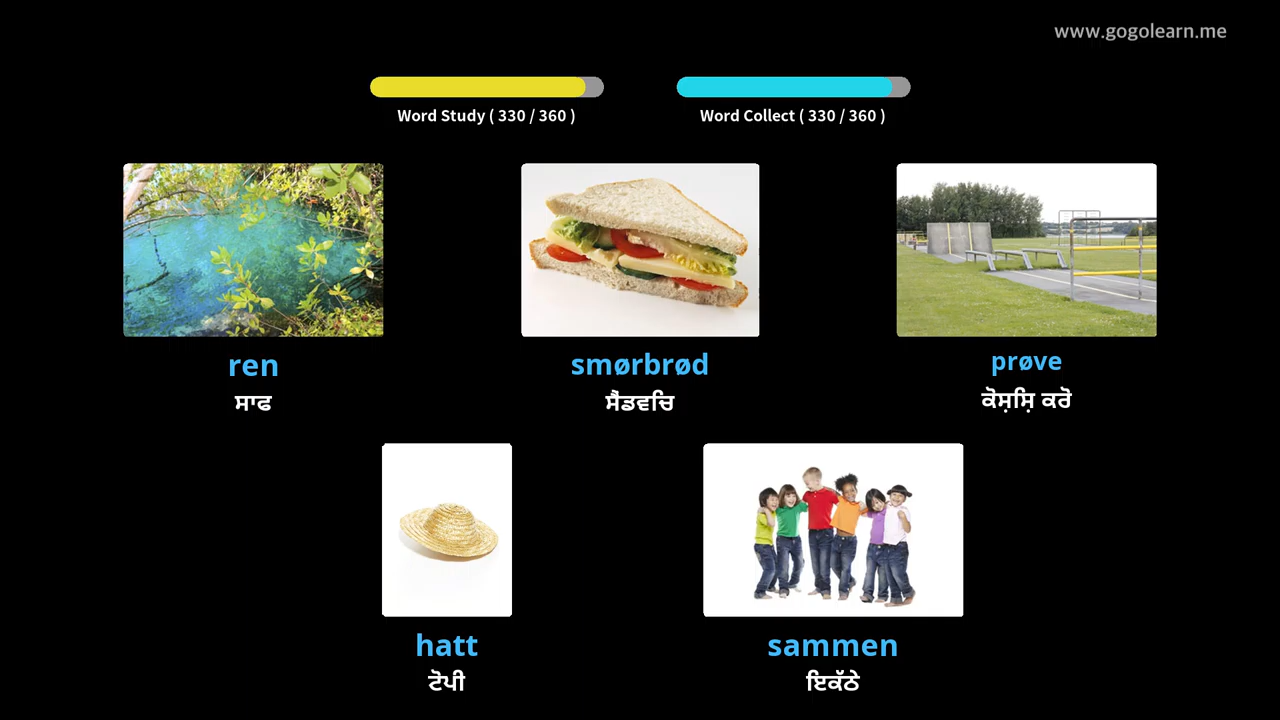 www.gogolearn.me
Word Study ( 330 / 360 )
Word Collect ( 330 / 360 )
ren
ਸਾਫ
smørbrød
ਸੈਂਡਵਿਚ
prøve
ਕੋਸ਼ਿਸ਼ ਕਰੋ
hatt
ਟੋਪੀ
sammen
ਇਕੱਠੇ